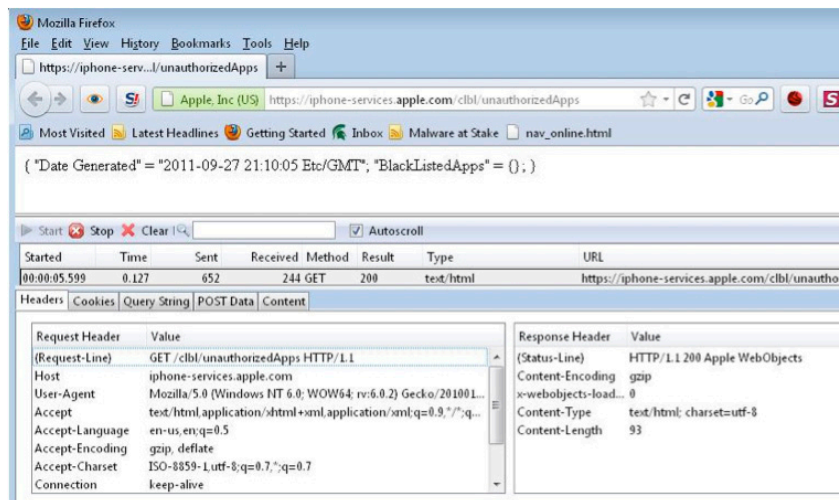 Mozilla Firefox
File Edit View History Bookmarks Tools Help
https://iphone-serv...l/unauthorizedApps +
S! Apple, Inc (US) https://iphone-services.apple.com/clbl/unauthorizedApps Go S
Most Visited Latest Headlines Getting Started Inbox Malware at Stake nav_online.html
{ "Date Generated" = "2011-09-27 21:10:05 Etc/GMT"; "BlackListedApps" = {}; }
Start Stop Clear Autoscroll
Started Time Sent Received Method Result Type URL
00:00:05.599 0.127 652 244 GET 200 text/html https://iphone-services.apple.com/clbl/unautho
Headers Cookies Query String POST Data Content
Request Header Value Response Header Value
(Request-Line) GET /clbl/unauthorizedApps HTTP/1.1 (Status-Line) HTTP/1.1 200 Apple WebObjects
Host iphone-services.apple.com Content-Encoding gzip
User-Agent Mozilla/5.0 (Windows NT 6.0; WOW64; rv:6.0.2) Gecko/201001... x-webobjects-load... 0
Accept text/html,application/xhtml+xml,application/xml;q=0.9,*/*;q... Content-Type text/html; charset=utf-8
Accept-Language en-us,en;q=0.5 Content-Length 93
Accept-Encoding gzip, deflate
Accept-Charset ISO-8859-1,utf-8;q=0.7,*;q=0.7
Connection keep-alive